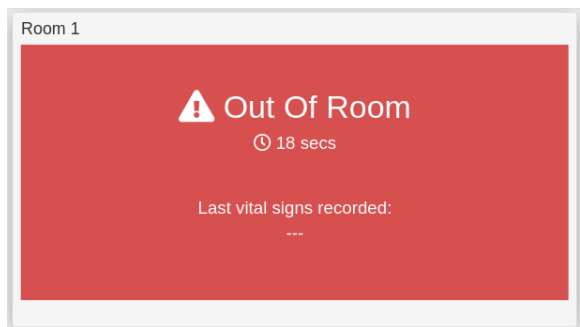 Room 1
Out Of Room
18 secs
Last vital signs recorded:
---